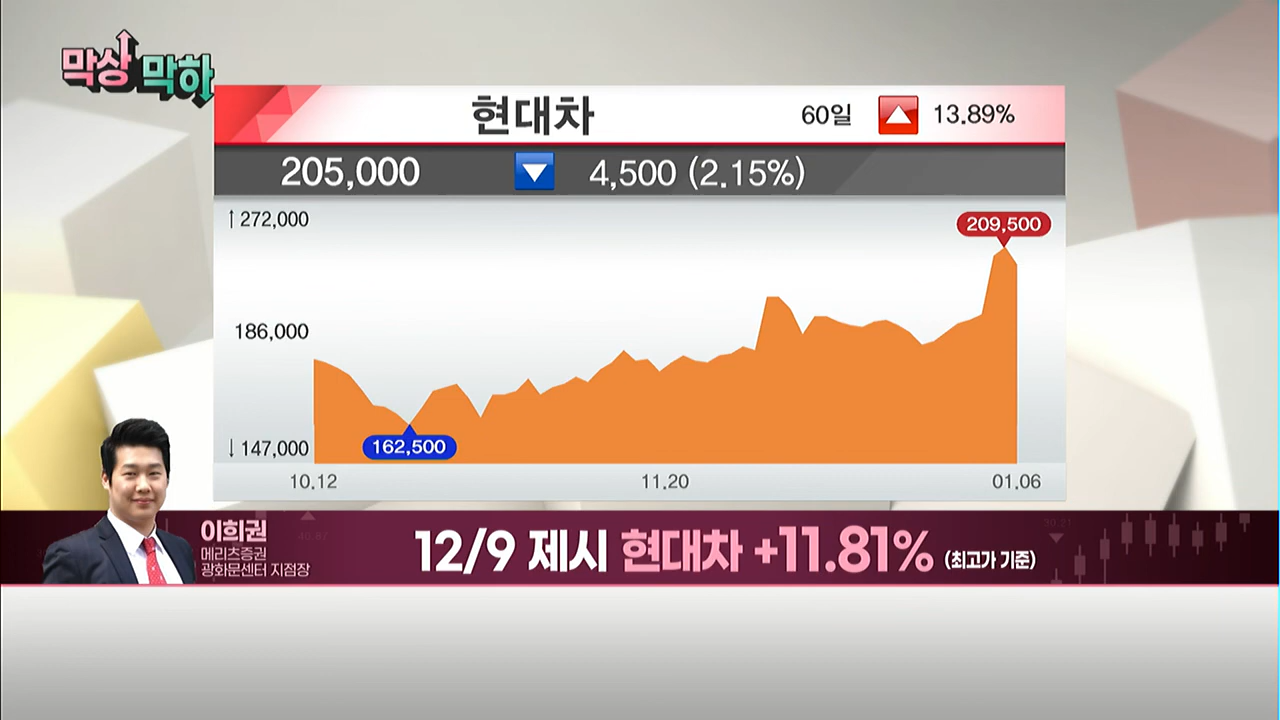 막상 막하
현대차 60일 ▲ 13.89%
205,000 ▼ 4,500 (2.15%)
↑272,000
209,500
186,000
162,500
↓147,000
10.12 11.20 01.06
이희권
메리츠증권
광화문센터 지점장
12/9 제시 현대차 +11.81% (최고가 기준)
30.21